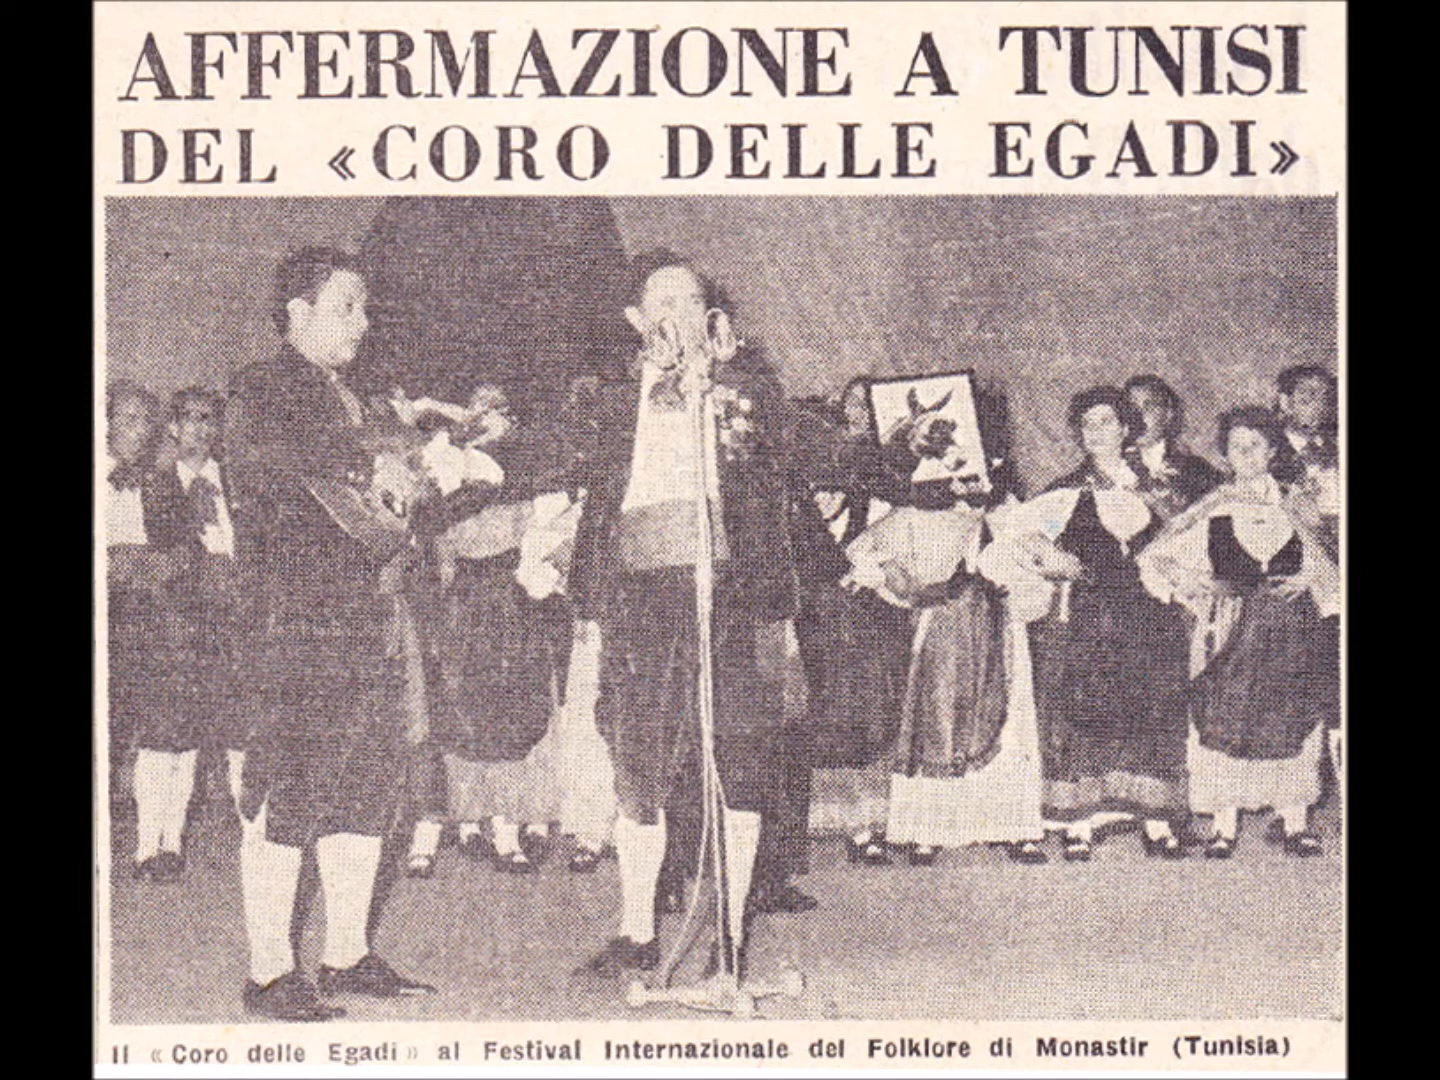 AFFERMAZIONE A TUNISI
DEL «CORO DELLE EGADI»
Il «Coro delle Egadi» al Festival Internazionale del Folklore di Monastir (Tunisia)